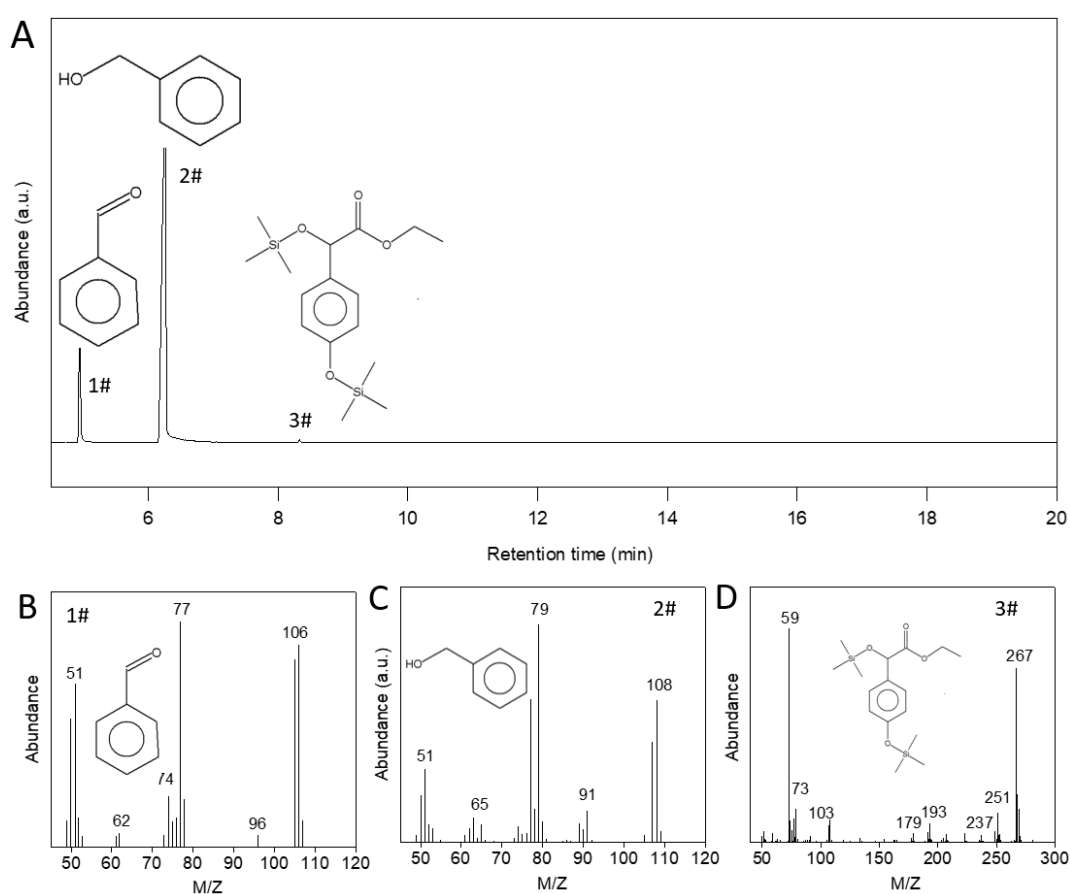 A
HO
O
2#
1#
Si
O
O
O
O
Si
3#
Abundance (a.u.)
6 8 10 12 14 16 18 20
Retention time (min)
B
1#
77
106
51
O
74
62
96
Abundance
50 60 70 80 90 100 110 120
M/Z
C
2#
79
108
HO
51
65
91
Abundance (a.u.)
50 60 70 80 90 100 110 120
M/Z
D
3#
59
267
Si
O
O
O
O
Si
73
103
179
193
237
251
Abundance
50 100 150 200 250 300
M/Z